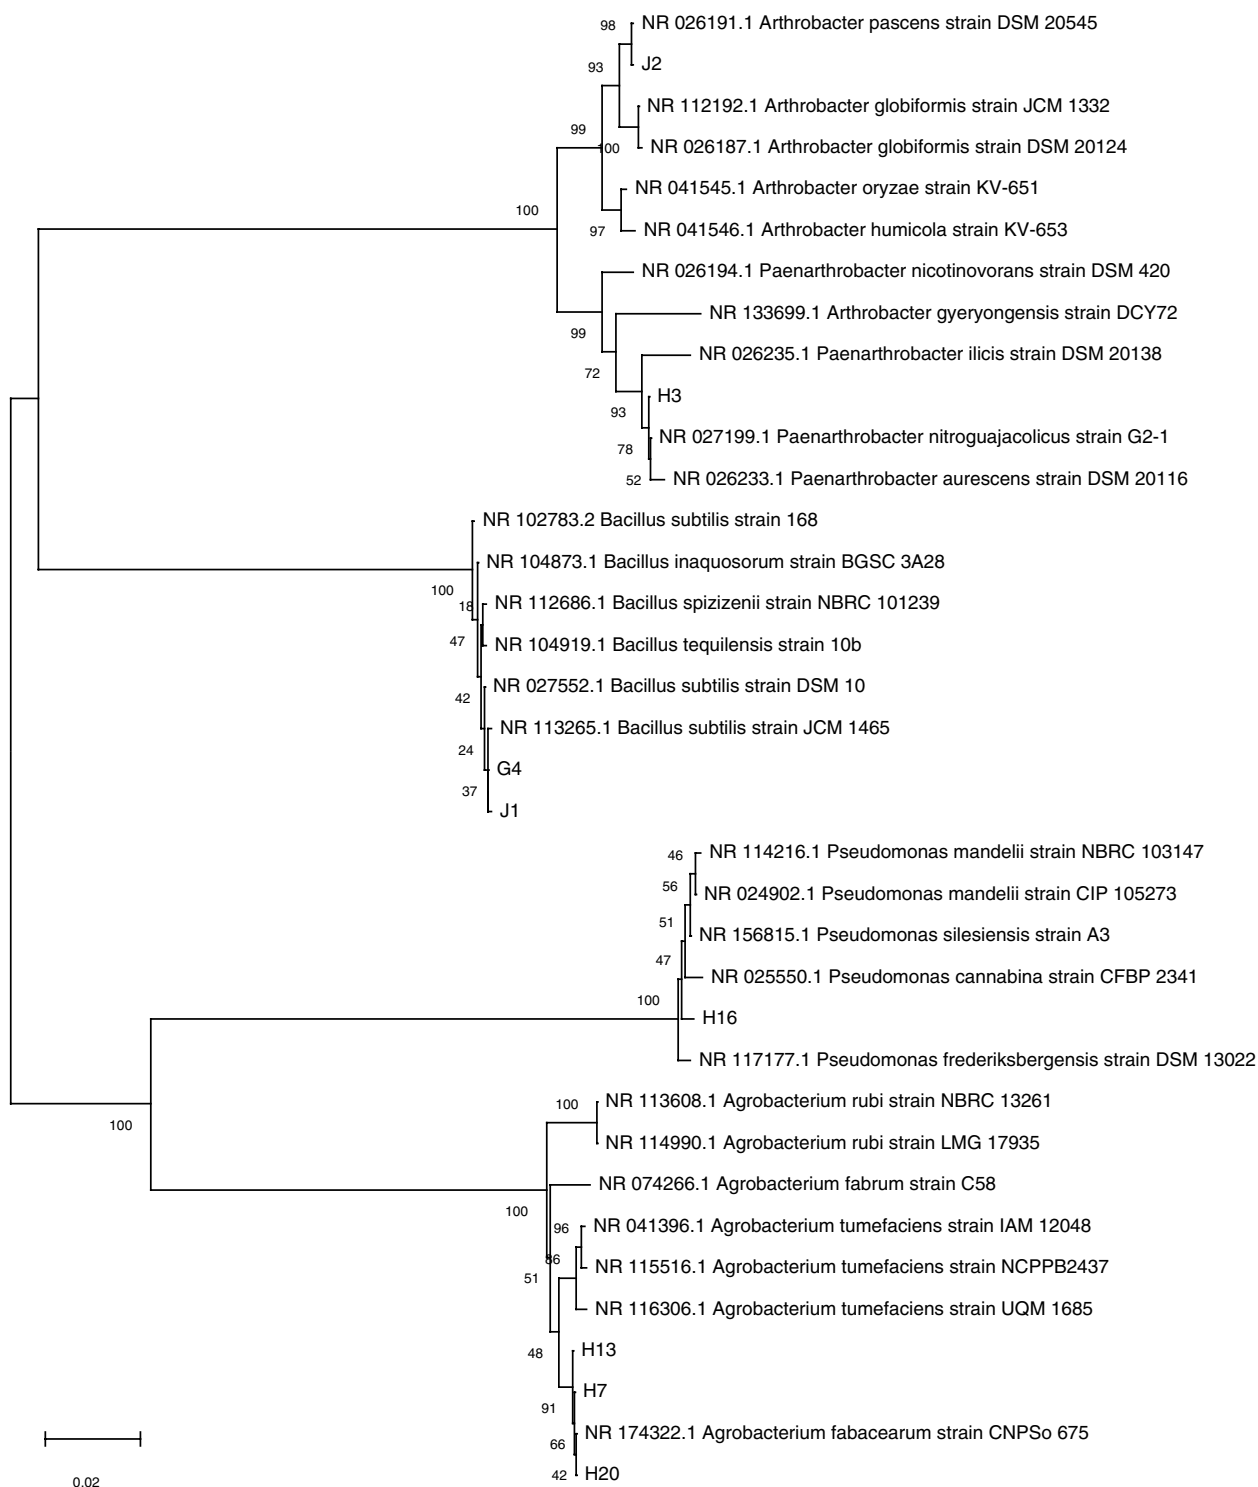 98 NR 026191.1 Arthrobacter pascens strain DSM 20545
J2
93
NR 112192.1 Arthrobacter globiformis strain JCM 1332
99
100 NR 026187.1 Arthrobacter globiformis strain DSM 20124
NR 041545.1 Arthrobacter oryzae strain KV-651
100
97 NR 041546.1 Arthrobacter humicola strain KV-653
NR 026194.1 Paenarthrobacter nicotinovorans strain DSM 420
NR 133699.1 Arthrobacter gyeryongensis strain DCY72
99
NR 026235.1 Paenarthrobacter ilicis strain DSM 20138
72
H3
93
NR 027199.1 Paenarthrobacter nitroguajacolicus strain G2-1
78
52 NR 026233.1 Paenarthrobacter aurescens strain DSM 20116
NR 102783.2 Bacillus subtilis strain 168
NR 104873.1 Bacillus inaquosorum strain BGSC 3A28
100
18 NR 112686.1 Bacillus spizizenii strain NBRC 101239
47 NR 104919.1 Bacillus tequilensis strain 10b
NR 027552.1 Bacillus subtilis strain DSM 10
42
NR 113265.1 Bacillus subtilis strain JCM 1465
24
G4
37
J1
46 NR 114216.1 Pseudomonas mandelii strain NBRC 103147
56 NR 024902.1 Pseudomonas mandelii strain CIP 105273
51
NR 156815.1 Pseudomonas silesiensis strain A3
47
NR 025550.1 Pseudomonas cannabina strain CFBP 2341
100
H16
NR 117177.1 Pseudomonas frederiksbergensis strain DSM 13022
100 NR 113608.1 Agrobacterium rubi strain NBRC 13261
100
NR 114990.1 Agrobacterium rubi strain LMG 17935
NR 074266.1 Agrobacterium fabrum strain C58
100
96 NR 041396.1 Agrobacterium tumefaciens strain IAM 12048
86
51 NR 115516.1 Agrobacterium tumefaciens strain NCPPB2437
NR 116306.1 Agrobacterium tumefaciens strain UQM 1685
48 H13
H7
91
NR 174322.1 Agrobacterium fabacearum strain CNPSo 675
66
42 H20
0.02